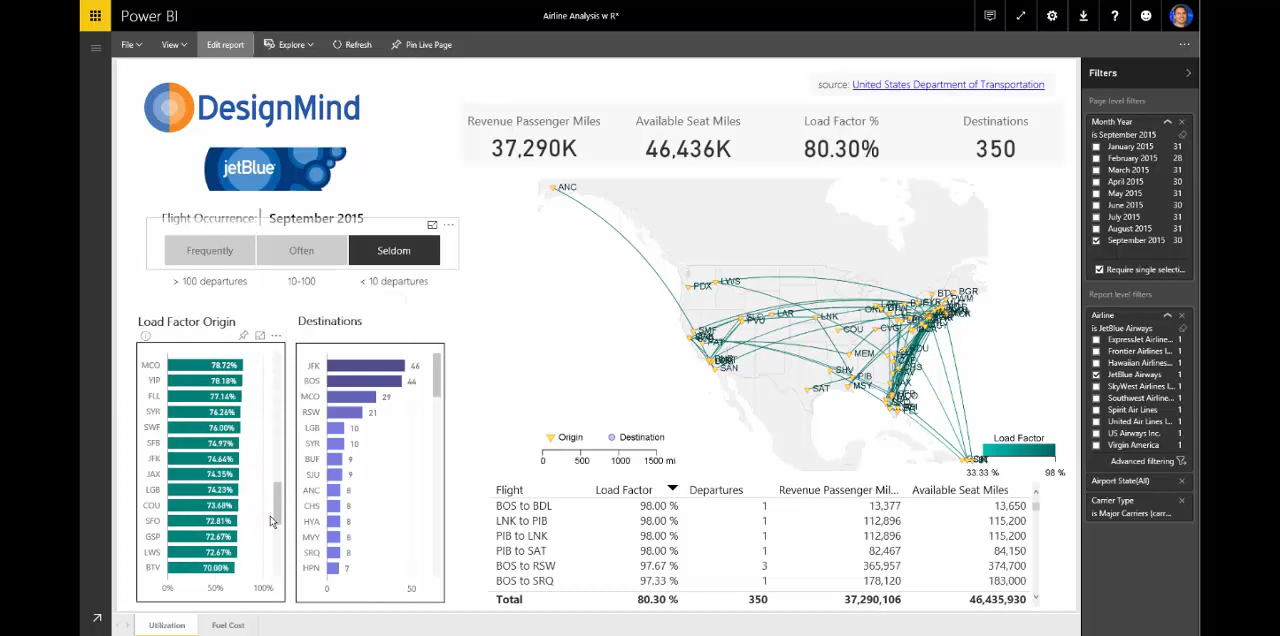 Power BI
Airline Analysis w R*
File View Edit report Explore Refresh Pin Live Page
DesignMind
jetBlue
source: United States Department of Transportation
Revenue Passenger Miles Available Seat Miles Load Factor % Destinations
37,290K 46,436K 80.30% 350
Flight Occurrence: September 2015
Frequently Often Seldom
> 100 departures 10-100 < 10 departures
Load Factor Origin
MCO 78.72%
YIP 78.18%
FLL 77.14%
SYR 76.26%
SWF 76.00%
SFB 74.97%
JFK 74.64%
JAX 74.35%
LGB 74.23%
COU 73.68%
SFO 72.81%
GSP 72.67%
LWS 72.67%
BTV 70.00%
0% 50% 100%
Destinations
JFK 46
BOS 44
MCO 29
RSW 21
LGB 10
SYR 10
BUF 9
SJU 9
ANC 8
CHS 8
HYA 8
MVY 8
SRQ 8
HPN 7
0 50
ANC
PDX
LWS
LAR
LNK
COU
CVG
MEM
SHV
PIB
MSY
SAT
SAN
BGR
Origin Destination
0 500 1000 1500 mi
Load Factor
33.33 % 98 %
Flight Load Factor Departures Revenue Passenger Mil... Available Seat Miles
BOS to BDL 98.00 % 1 13,377 13,650
LNK to PIB 98.00 % 1 112,896 115,200
PIB to LNK 98.00 % 1 112,896 115,200
PIB to SAT 98.00 % 1 82,467 84,150
BOS to RSW 97.67 % 3 365,957 374,700
BOS to SRQ 97.33 % 1 178,120 183,000
Total 80.30 % 350 37,290,106 46,435,930
Utilization Fuel Cost
Filters
Page level filters
Month Year
is September 2015
January 2015 31
February 2015 28
March 2015 31
April 2015 30
May 2015 31
June 2015 30
July 2015 31
August 2015 31
September 2015 30
Require single selecti...
Report level filters
Airline
is JetBlue Airways
ExpressJet Airline... 1
Frontier Airlines I... 1
Hawaiian Airlines... 1
JetBlue Airways 1
SkyWest Airlines I... 1
Southwest Airline... 1
Spirit Air Lines 1
United Air Lines I... 1
US Airways Inc. 1
Virgin America 1
Advanced filtering
Airport State(All)
Carrier Type
is Major Carriers (carr...